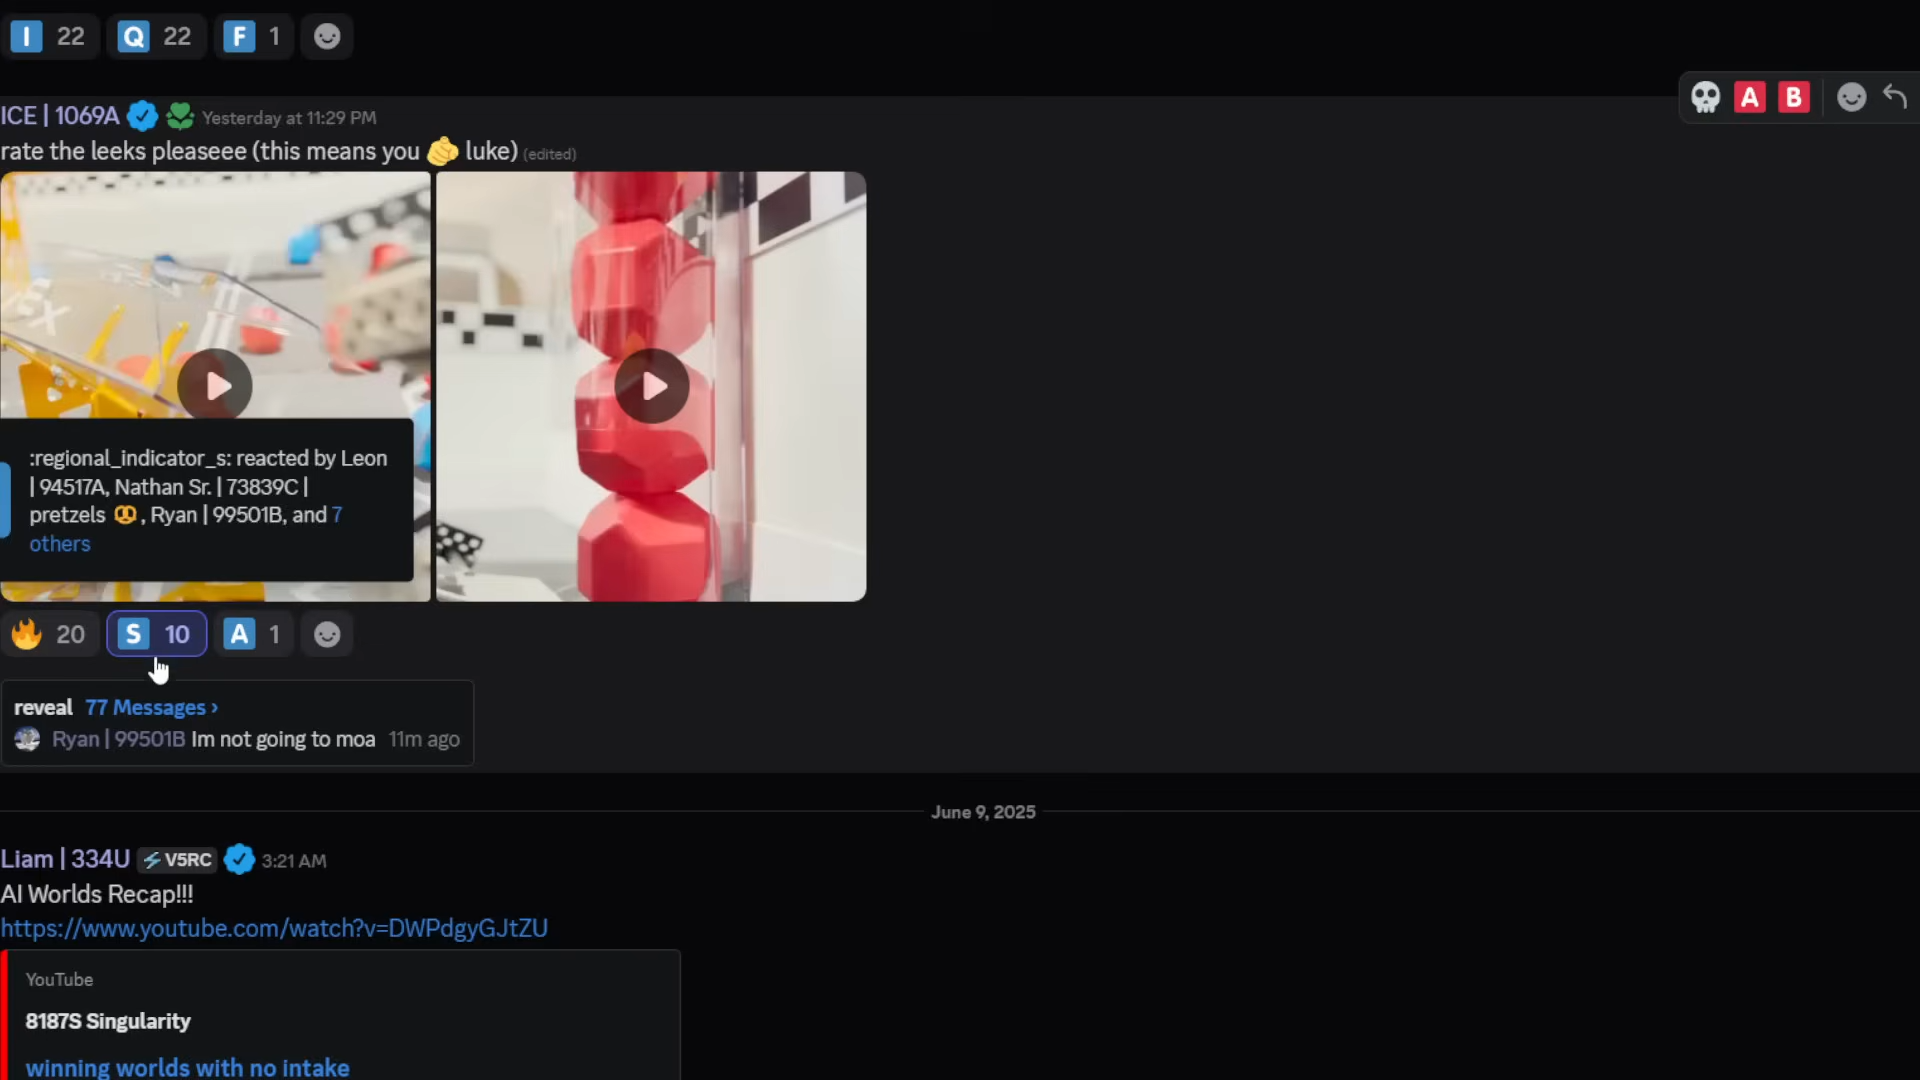 I 22 Q 22 F 1
ICE | 1069A Yesterday at 11:29 PM
A B
rate the leeks pleaseee (this means you 🫵 luke) (edited)
:regional_indicator_s: reacted by Leon
| 94517A, Nathan Sr. | 73839C |
pretzels 🥨, Ryan | 99501B, and 7
others
🔥 20 S 10 A 1
reveal 77 Messages ›
Ryan | 99501B Im not going to moa 11m ago
June 9, 2025
Liam | 334U V5RC 3:21 AM
AI Worlds Recap!!!
https://www.youtube.com/watch?v=DWPdgyGJtZU
YouTube
8187S Singularity
winning worlds with no intake